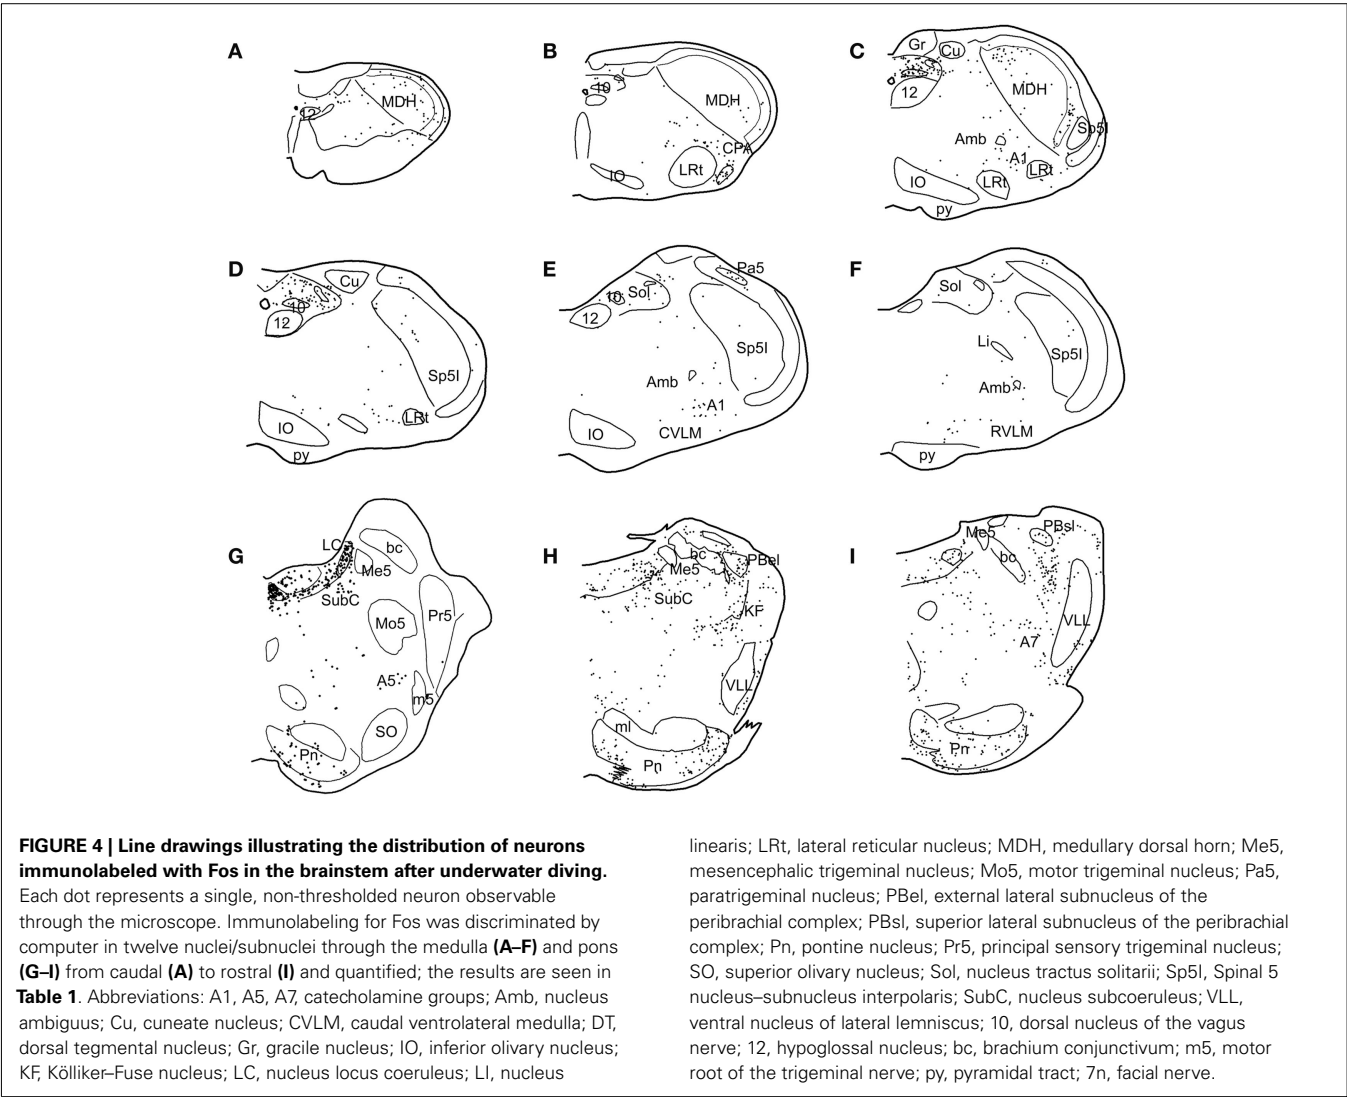 A
12
MDH
B
10
MDH
CPA
IO
LRt
C
Gr
Cu
12
MDH
Sp5I
Amb
A1
LRt
LRt
IO
py
D
Cu
10
12
Sp5I
LRt
IO
py
E
Pa5
10
Sol
12
Sp5I
Amb
A1
IO
CVLM
F
Sol
Li
Sp5I
Amb
RVLM
py
G
LC
bc
Me5
SubC
Mo5
Pr5
A5
m5
SO
Pn
H
bc
Me5
PBel
SubC
KF
VLL
ml
Pn
I
Me5
PBsl
bc
VLL
A7
Pn
FIGURE 4 | Line drawings illustrating the distribution of neurons
immunolabeled with Fos in the brainstem after underwater diving.
Each dot represents a single, non-thresholded neuron observable
through the microscope. Immunolabeling for Fos was discriminated by
computer in twelve nuclei/subnuclei through the medulla (A–F) and pons
(G–I) from caudal (A) to rostral (I) and quantified; the results are seen in
Table 1. Abbreviations: A1, A5, A7, catecholamine groups; Amb, nucleus
ambiguus; Cu, cuneate nucleus; CVLM, caudal ventrolateral medulla; DT,
dorsal tegmental nucleus; Gr, gracile nucleus; IO, inferior olivary nucleus;
KF, Kölliker–Fuse nucleus; LC, nucleus locus coeruleus; LI, nucleus
linearis; LRt, lateral reticular nucleus; MDH, medullary dorsal horn; Me5,
mesencephalic trigeminal nucleus; Mo5, motor trigeminal nucleus; Pa5,
paratrigeminal nucleus; PBel, external lateral subnucleus of the
peribrachial complex; PBsl, superior lateral subnucleus of the peribrachial
complex; Pn, pontine nucleus; Pr5, principal sensory trigeminal nucleus;
SO, superior olivary nucleus; Sol, nucleus tractus solitarii; Sp5I, Spinal 5
nucleus–subnucleus interpolaris; SubC, nucleus subcoeruleus; VLL,
ventral nucleus of lateral lemniscus; 10, dorsal nucleus of the vagus
nerve; 12, hypoglossal nucleus; bc, brachium conjunctivum; m5, motor
root of the trigeminal nerve; py, pyramidal tract; 7n, facial nerve.